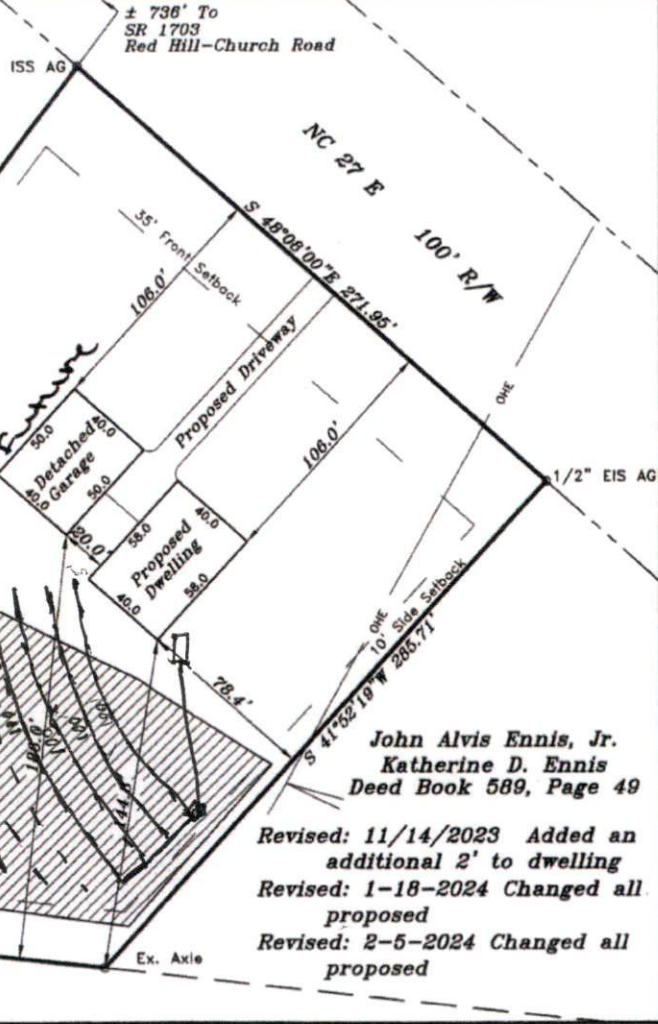 ± 736' To
SR 1703
Red Hill-Church Road
ISS AG
NC 27 E
100' R/W
S 48°08'00"E 271.95'
35' Front Setback
106.0'
Proposed Driveway
106.0'
OHE
1/2" EIS AG
Future
50.0
40.0
Detached
Garage
40.0
50.0
20.0'
58.0
40.0
Proposed
Dwelling
40.0
58.0
OHE
10' Side Setback
S 41°52'19"W 285.71'
78.4'
100
100
John Alvis Ennis, Jr.
Katherine D. Ennis
Deed Book 589, Page 49
Revised: 11/14/2023 Added an
additional 2' to dwelling
Revised: 1-18-2024 Changed all
proposed
Revised: 2-5-2024 Changed all
proposed
Ex. Axle